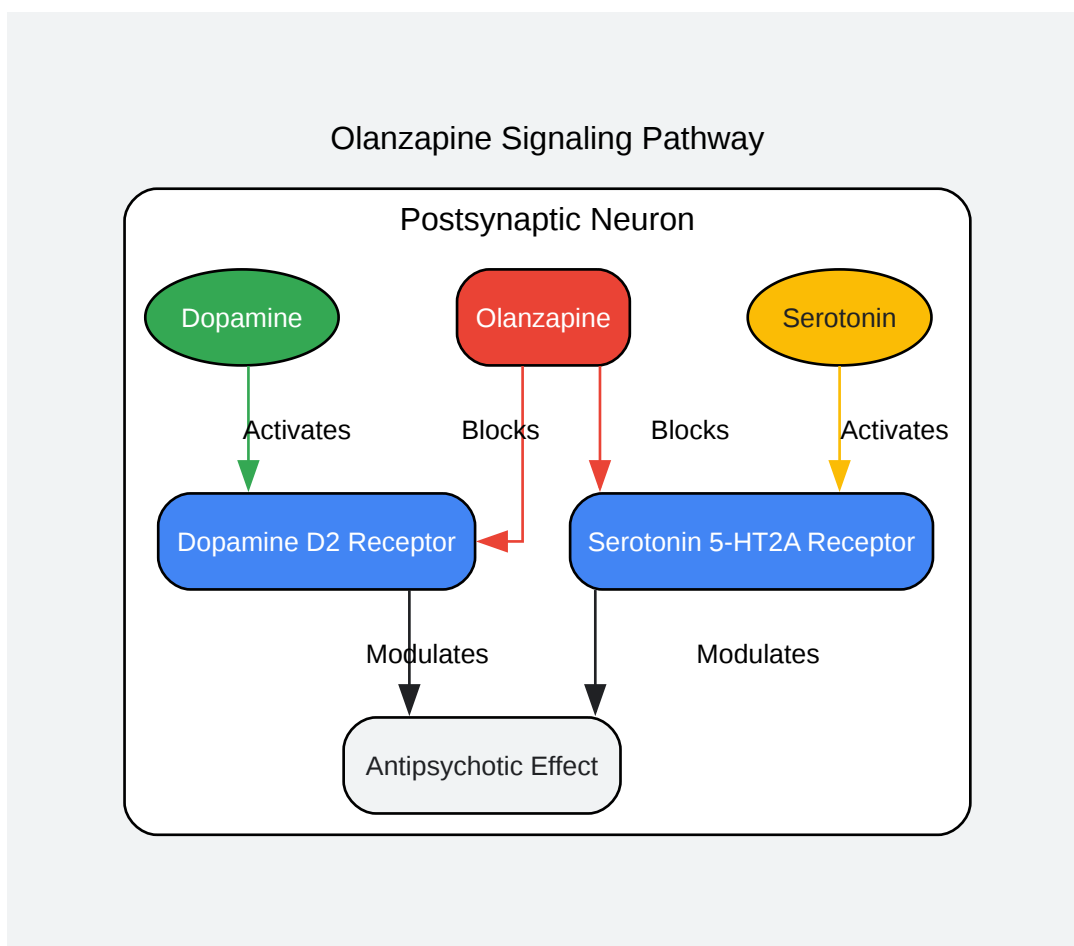 Olanzapine Signaling Pathway
Postsynaptic Neuron
Dopamine
Olanzapine
Serotonin
Activates
Blocks
Blocks
Activates
Dopamine D2 Receptor
Serotonin 5-HT2A Receptor
Modulates
Modulates
Antipsychotic Effect